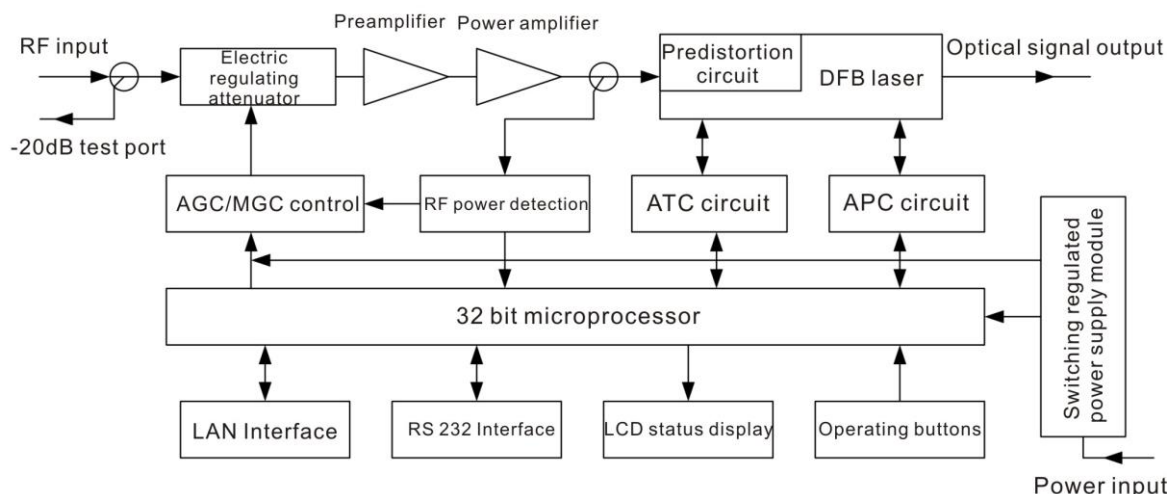 Preamplifier
Power amplifier
RF input
Electric
regulating
attenuator
Predistortion
circuit
DFB laser
Optical signal output
-20dB test port
AGC/MGC control
RF power detection
ATC circuit
APC circuit
Switching regulated
power supply module
32 bit microprocessor
LAN Interface
RS 232 Interface
LCD status display
Operating buttons
Power input